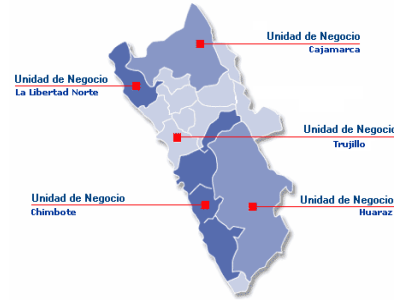 Unidad de Negocio
Cajamarca
Unidad de Negocio
La Libertad Norte
Unidad de Negocio
Trujillo
Unidad de Negocio
Chimbote
Unidad de Negocio
Huaraz